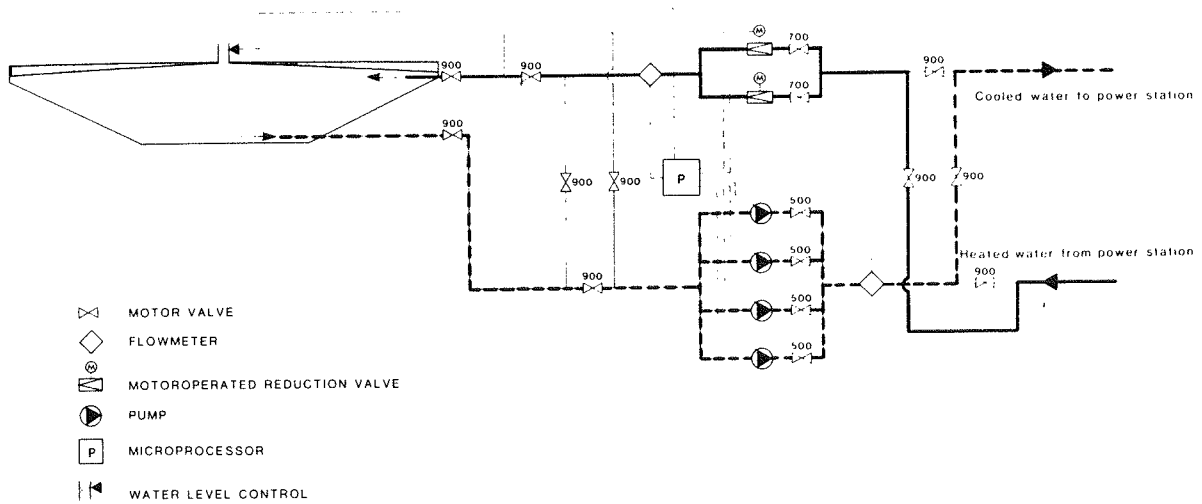 M
700
900
900
M
700
900
Cooled water to power station
900
900
900
P
900
900
500
500
Heated water from power station
900
900
500
500
MOTOR VALVE
FLOWMETER
M
MOTOROPERATED REDUCTION VALVE
PUMP
P
MICROPROCESSOR
WATER LEVEL CONTROL